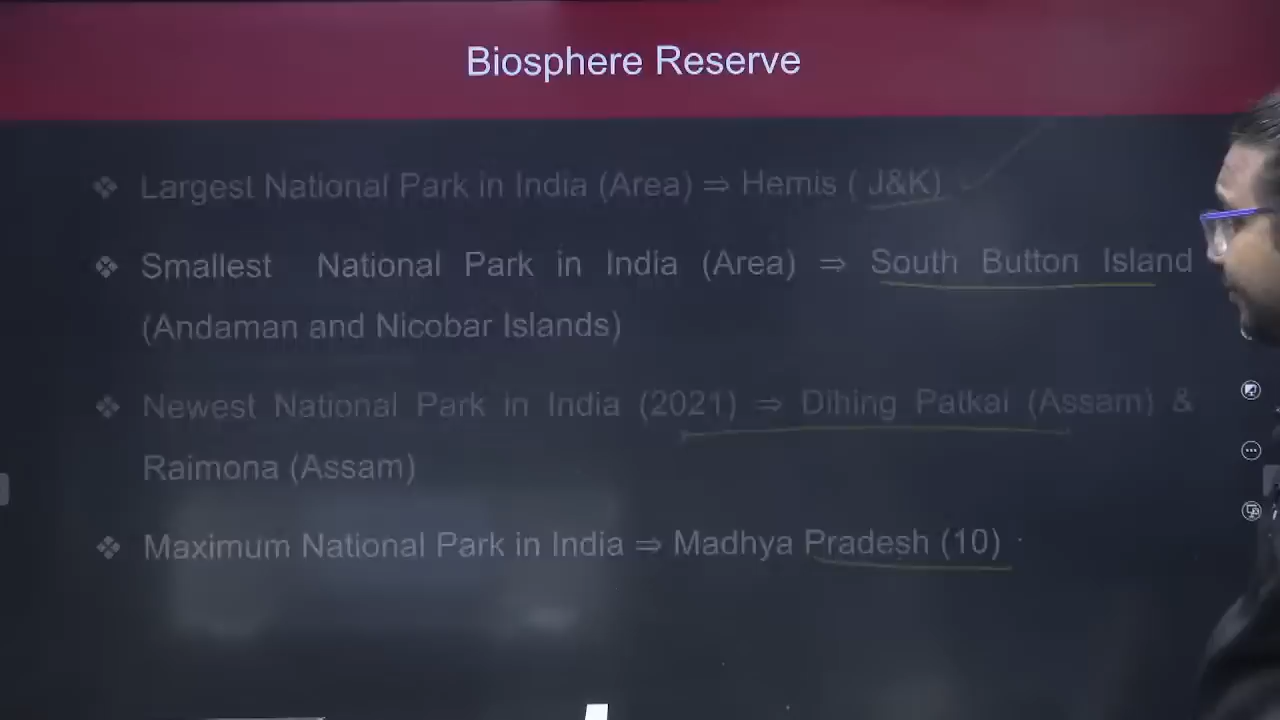 Biosphere Reserve
❖ Largest National Park in India (Area) ⇒ Hemis ( J&K)
❖ Smallest National Park in India (Area) ⇒ South Button Island
(Andaman and Nicobar Islands)
❖ Newest National Park in India (2021) ⇒ Dihing Patkai (Assam) &
Raimona (Assam)
❖ Maximum National Park in India ⇒ Madhya Pradesh (10)